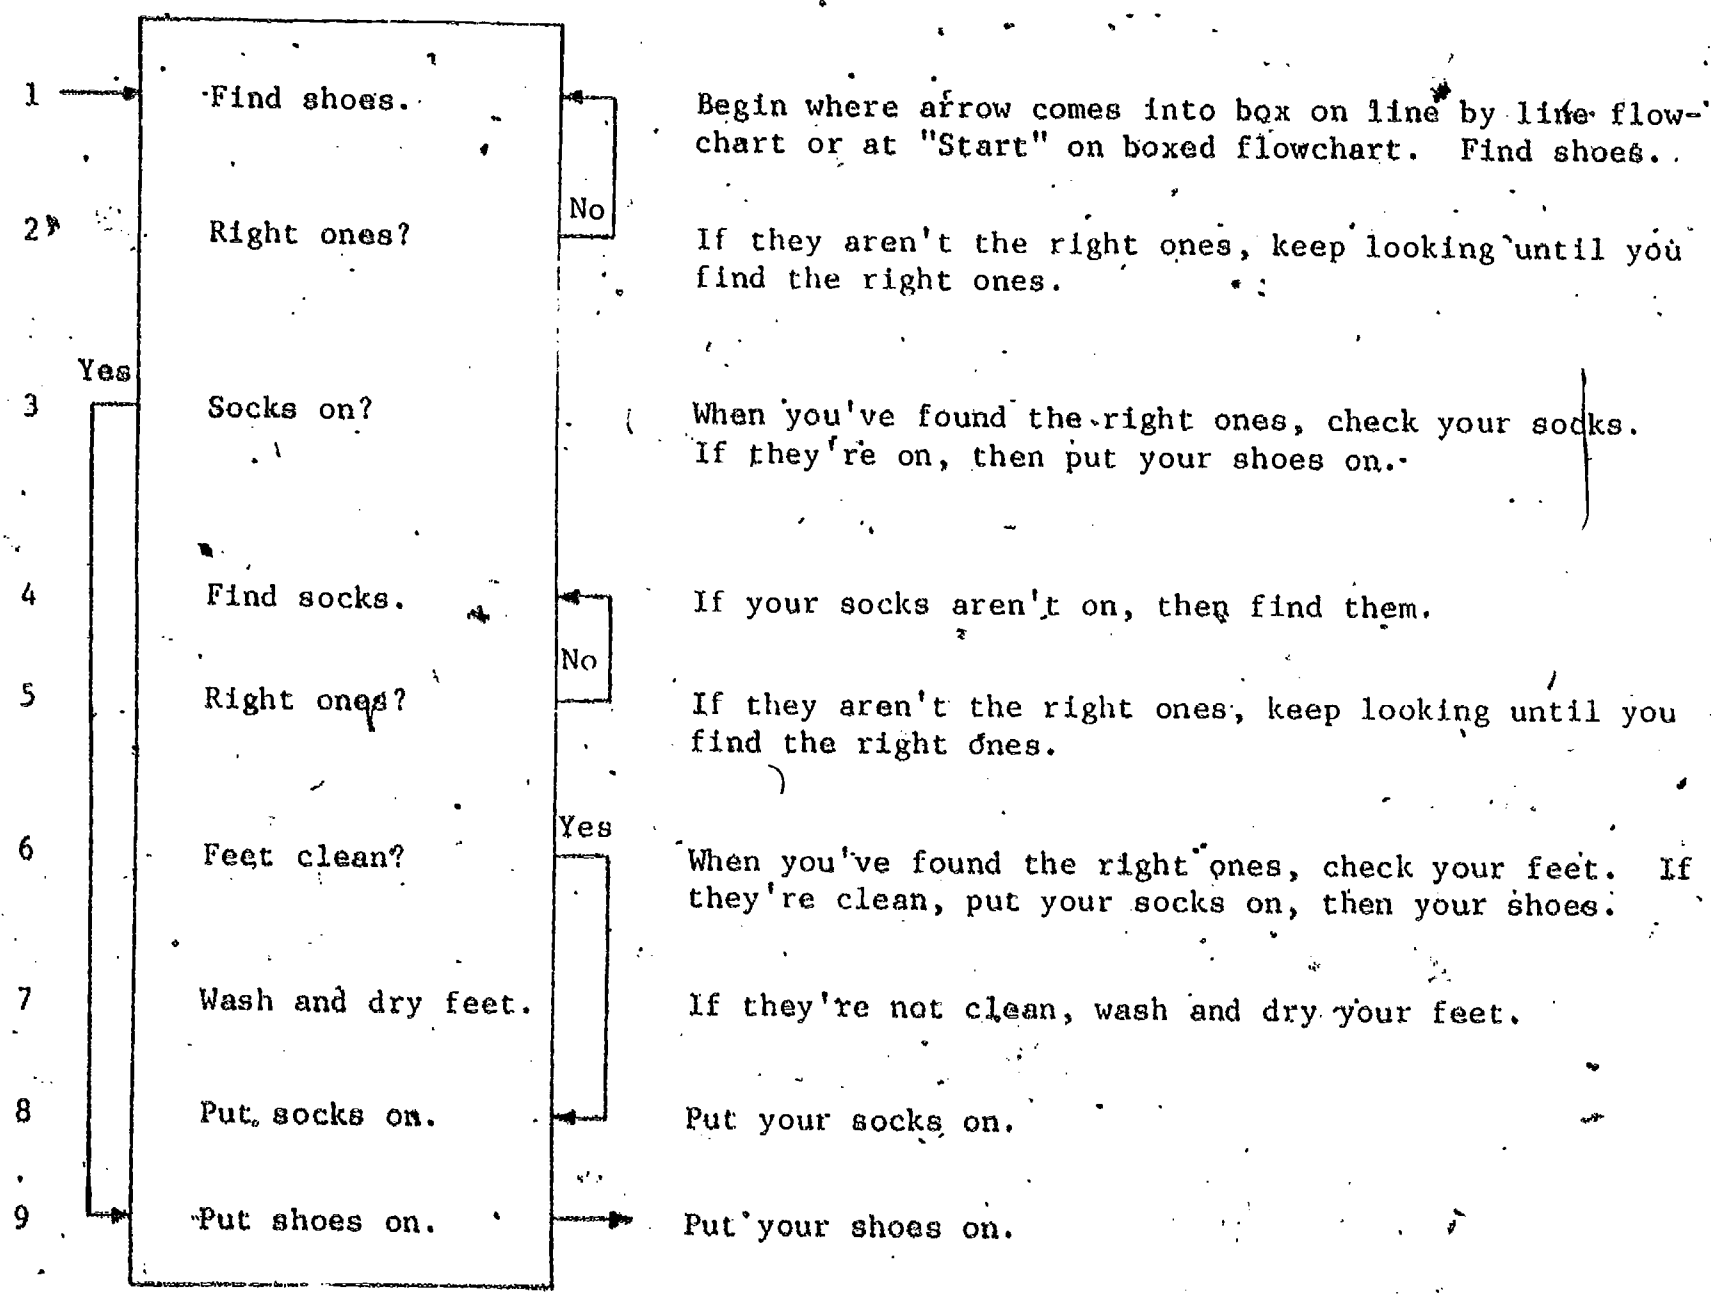 1 Find shoes. Begin where arrow comes into box on line by line flow-
chart or at "Start" on boxed flowchart. Find shoes.
No
2 Right ones? If they aren't the right ones, keep looking until you
find the right ones.
Yes
3 Socks on? When you've found the right ones, check your socks.
If they're on, then put your shoes on.
4 Find socks. If your socks aren't on, then find them.
No
5 Right ones? If they aren't the right ones, keep looking until you
find the right ones.
Yes
6 Feet clean? When you've found the right ones, check your feet. If
they're clean, put your socks on, then your shoes.
7 Wash and dry feet. If they're not clean, wash and dry your feet.
8 Put socks on. Put your socks on.
9 Put shoes on. Put your shoes on.